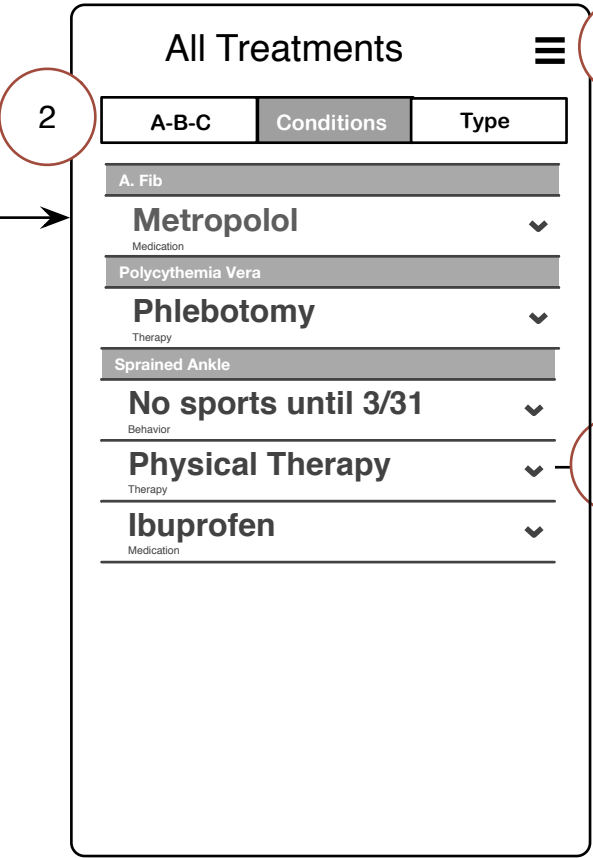 All Treatments
2
A-B-C Conditions Type
A. Fib
Metropolol
Medication
Polycythemia Vera
Phlebotomy
Therapy
Sprained Ankle
No sports until 3/31
Behavior
Physical Therapy
Therapy
Ibuprofen
Medication